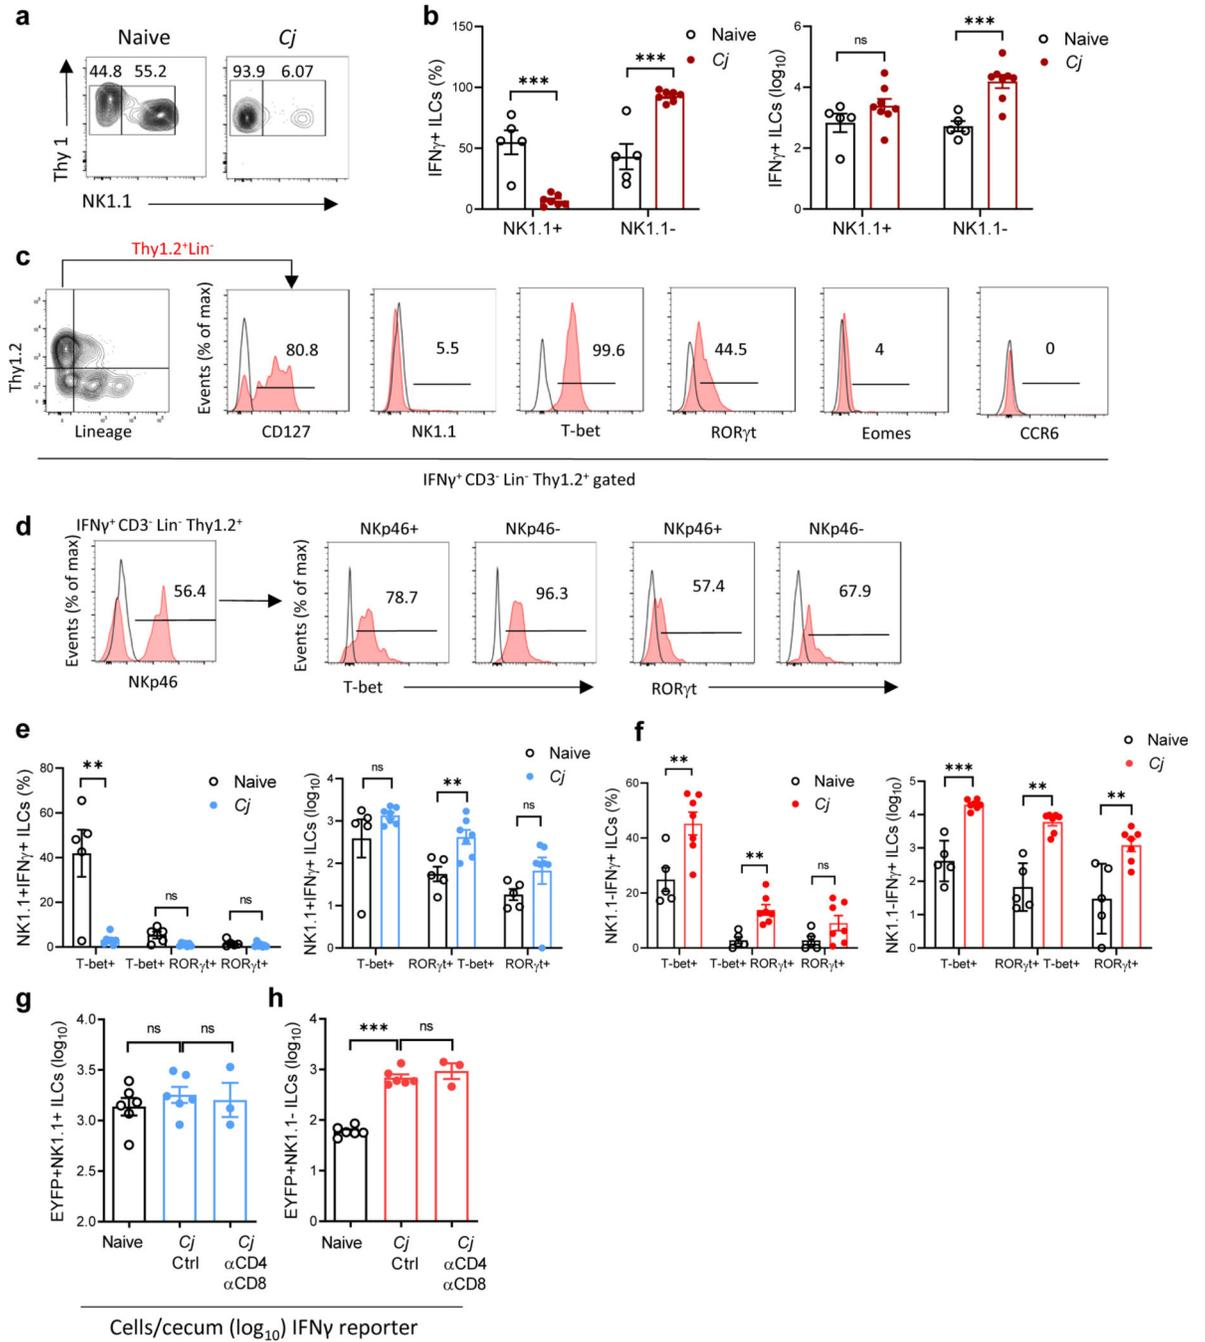 a
Naive
Cj
44.8 55.2
93.9 6.07
Thy 1
NK1.1
b
IFNγ+ ILCs (%)
150
100
50
0
***
***
Naive
Cj
NK1.1+ NK1.1-
IFNγ+ ILCs (log10)
6
4
2
0
ns
***
Naive
Cj
NK1.1+ NK1.1-
c
Thy1.2+Lin-
Thy1.2
Lineage
Events (% of max)
80.8
CD127
5.5
NK1.1
99.6
T-bet
44.5
RORγt
4
Eomes
0
CCR6
IFNγ+ CD3- Lin- Thy1.2+ gated
d
IFNγ+ CD3- Lin- Thy1.2+
Events (% of max)
56.4
NKp46
Events (% of max)
NKp46+
78.7
NKp46-
96.3
T-bet
NKp46+
57.4
NKp46-
67.9
RORγt
e
NK1.1+IFNγ+ ILCs (%)
80
60
40
20
0
**
ns
ns
Naive
Cj
T-bet+ T-bet+ RORγt+ RORγt+
NK1.1+IFNγ+ ILCs (log10)
4
3
2
1
0
ns
**
ns
Naive
Cj
T-bet+ RORγt+ T-bet+ RORγt+
f
NK1.1-IFNγ+ ILCs (%)
60
40
20
0
**
**
ns
Naive
Cj
T-bet+ T-bet+ RORγt+ RORγt+
NK1.1-IFNγ+ ILCs (log10)
5
4
3
2
1
0
***
**
**
Naive
Cj
T-bet+ RORγt+ T-bet+ RORγt+
g
EYFP+NK1.1+ ILCs (log10)
4.0
3.5
3.0
2.5
2.0
ns
ns
Naive Cj Cj
Ctrl αCD4
αCD8
h
EYFP+NK1.1- ILCs (log10)
4
3
2
1
0
***
ns
Naive Cj Cj
Ctrl αCD4
αCD8
Cells/cecum (log10) IFNγ reporter